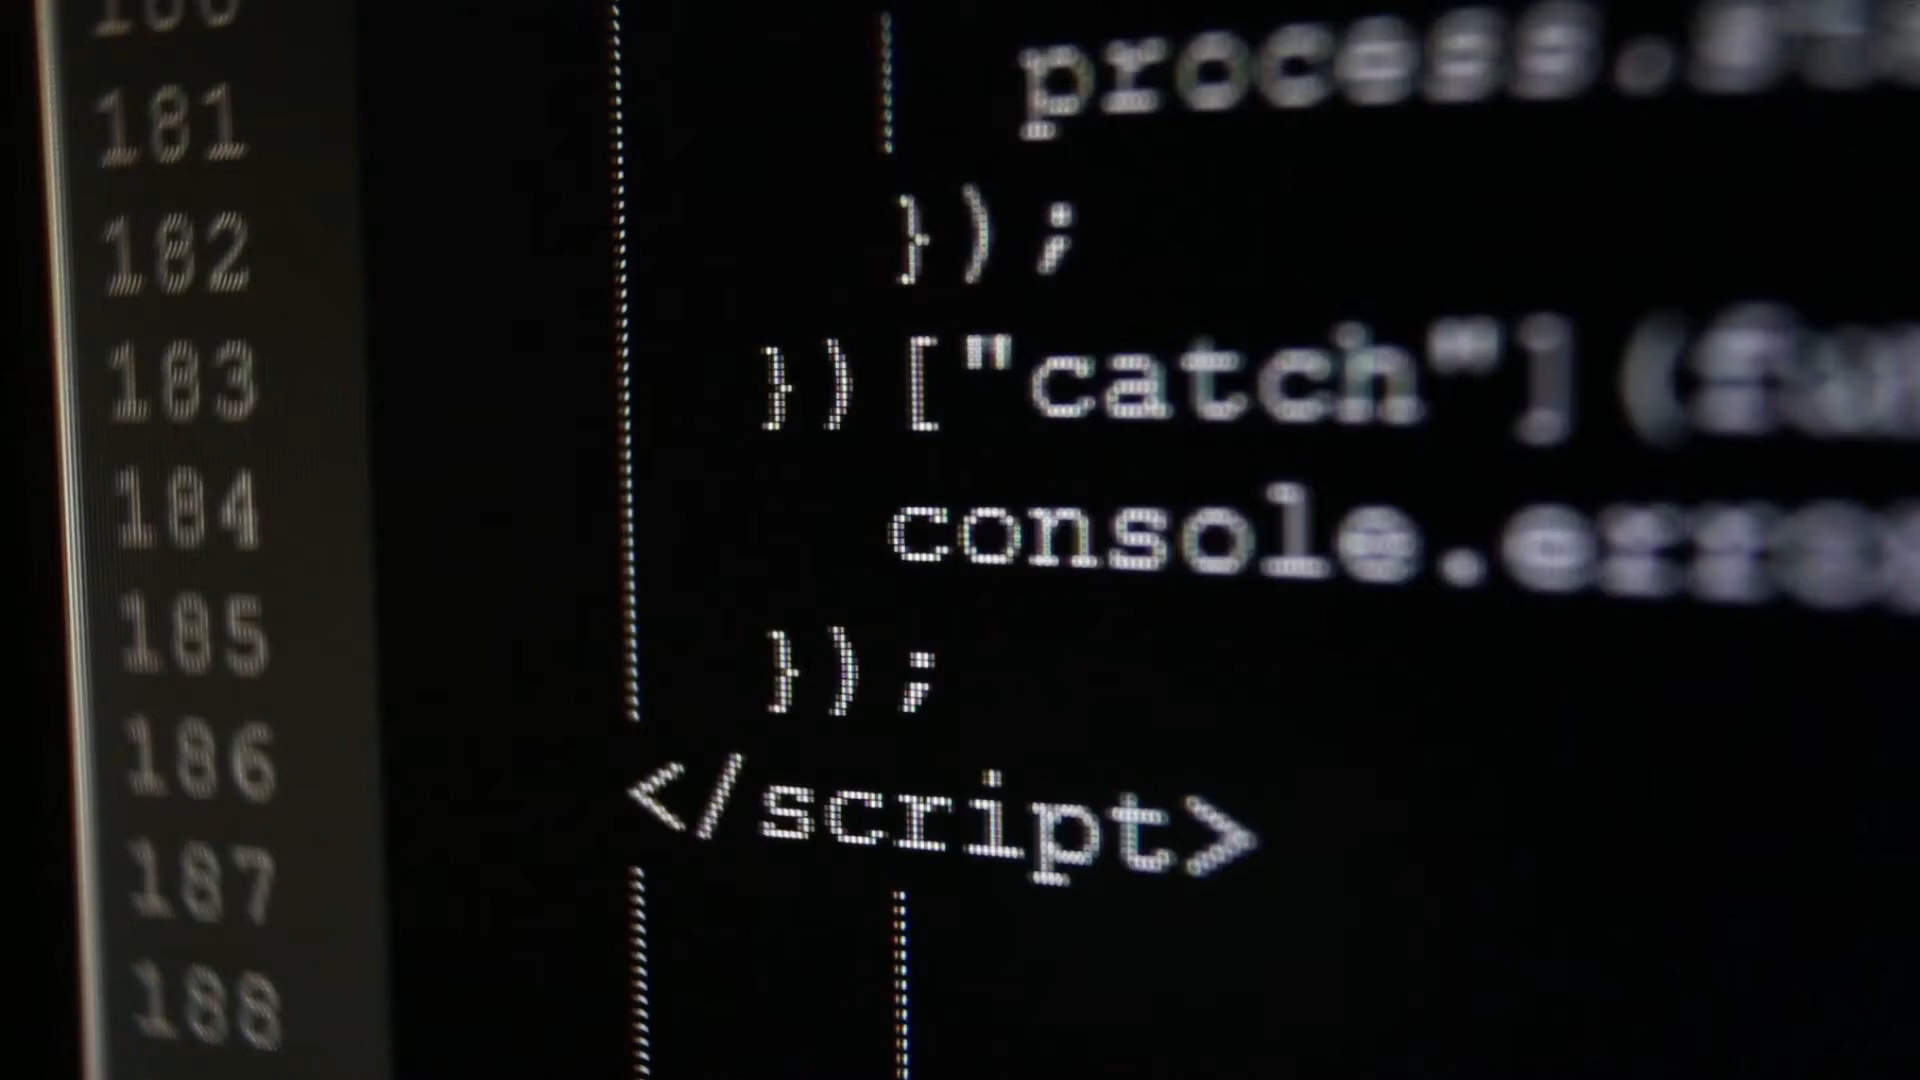 181 process.
182 });
183 })["catch"](
184 console.
185 });
186 </script>
187
188